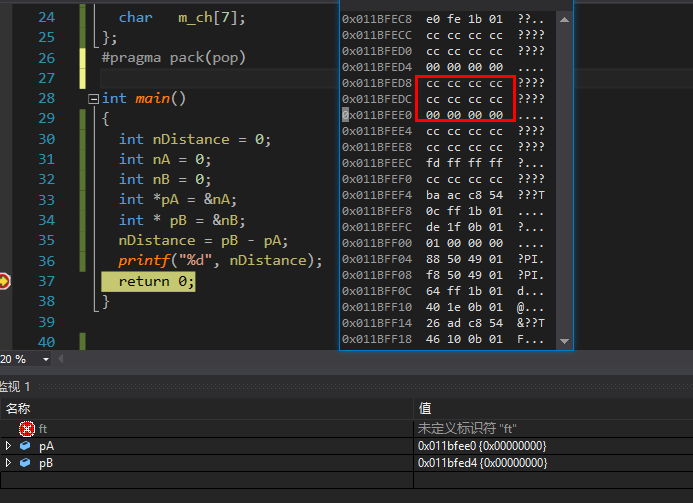 24 char m_ch[7];
25 };
26 #pragma pack(pop)
27
28 int main()
29 {
30 int nDistance = 0;
31 int nA = 0;
32 int nB = 0;
33 int *pA = &nA;
34 int * pB = &nB;
35 nDistance = pB - pA;
36 printf("%d", nDistance);
37 return 0;
38 }
39
40
0x011BFEC8 e0 fe 1b 01 ??..
0x011BFECC cc cc cc cc ????
0x011BFED0 cc cc cc cc ????
0x011BFED4 00 00 00 00 ....
0x011BFED8 cc cc cc cc ????
0x011BFEDC cc cc cc cc ????
0x011BFEE0 00 00 00 00 ....
0x011BFEE4 cc cc cc cc ????
0x011BFEE8 cc cc cc cc ????
0x011BFEEC fd ff ff ff ?...
0x011BFEF0 cc cc cc cc ????
0x011BFEF4 ba ac c8 54 ???T
0x011BFEF8 0c ff 1b 01 ....
0x011BFEFC de 1f 0b 01 ?...
0x011BFF00 01 00 00 00 ....
0x011BFF04 88 50 49 01 ?PI.
0x011BFF08 f8 50 49 01 ?PI.
0x011BFF0C 64 ff 1b 01 d...
0x011BFF10 40 1e 0b 01 @...
0x011BFF14 26 ad c8 54 &??T
0x011BFF18 46 10 0b 01 F...
20 %
监视 1
名称 值
ft 未定义标识符 "ft"
pA 0x011bfee0 {0x00000000}
pB 0x011bfed4 {0x00000000}